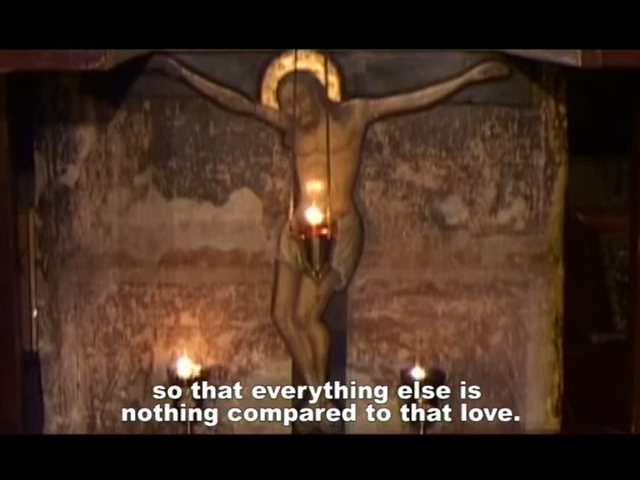 so that everything else is
nothing compared to that love.